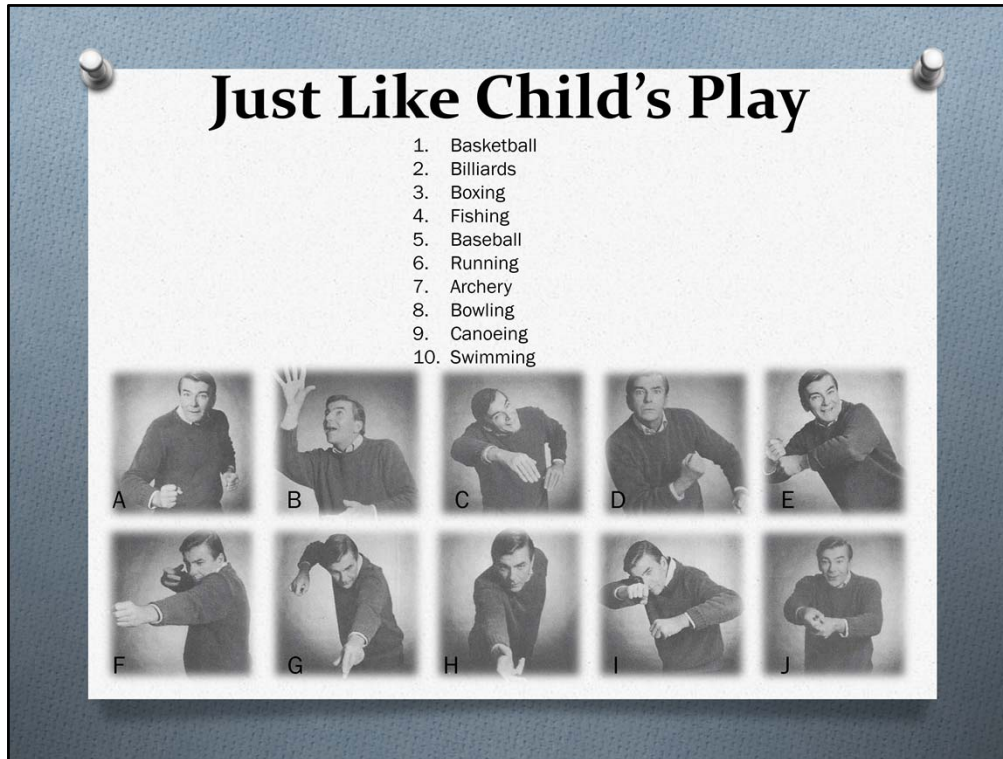 Just Like Child's Play
1. Basketball
2. Billiards
3. Boxing
4. Fishing
5. Baseball
6. Running
7. Archery
8. Bowling
9. Canoeing
10. Swimming
A
B
C
D
E
F
G
H
I
J